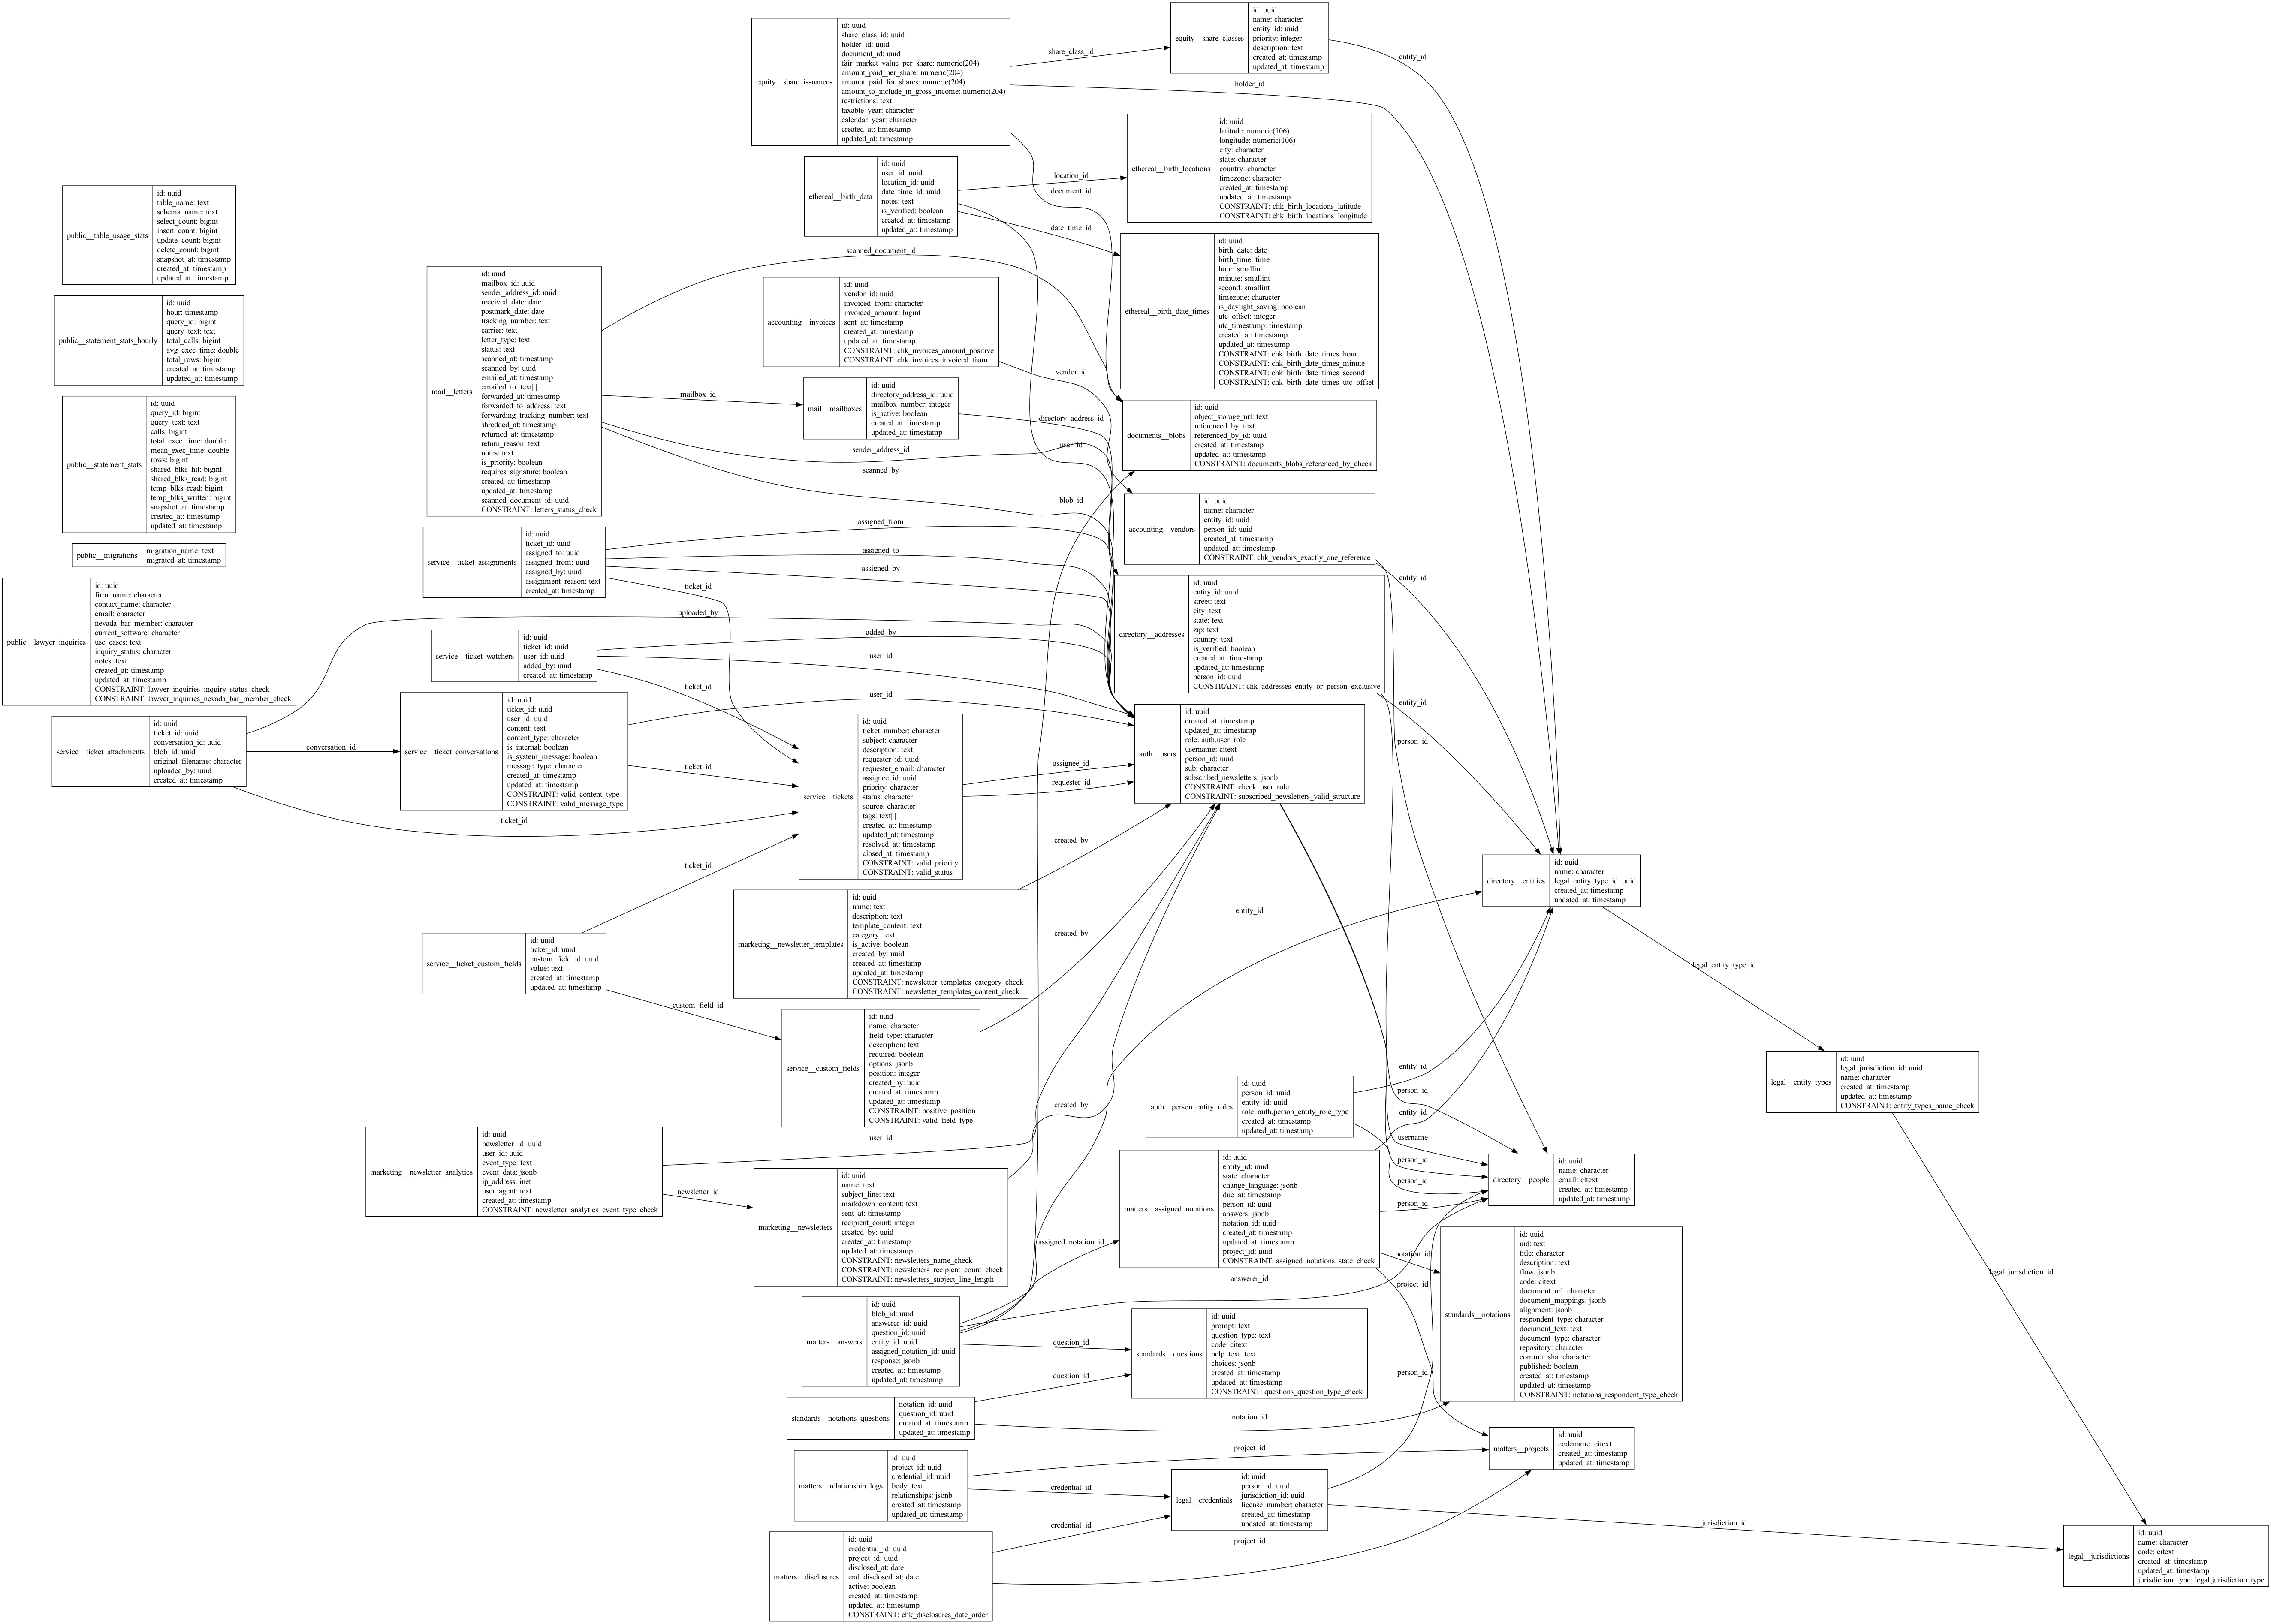 equity__share_issuances
id: uuid
share_class_id: uuid
holder_id: uuid
document_id: uuid
fair_market_value_per_share: numeric(204)
amount_paid_per_share: numeric(204)
amount_paid_for_shares: numeric(204)
amount_to_include_in_gross_income: numeric(204)
restrictions: text
taxable_year: character
calendar_year: character
created_at: timestamp
updated_at: timestamp
share_class_id
holder_id
document_id
equity__share_classes
id: uuid
name: character
entity_id: uuid
priority: integer
description: text
created_at: timestamp
updated_at: timestamp
entity_id
ethereal__birth_data
id: uuid
user_id: uuid
location_id: uuid
date_time_id: uuid
notes: text
is_verified: boolean
created_at: timestamp
updated_at: timestamp
location_id
date_time_id
user_id
ethereal__birth_locations
id: uuid
latitude: numeric(106)
longitude: numeric(106)
city: character
state: character
country: character
timezone: character
created_at: timestamp
updated_at: timestamp
CONSTRAINT: chk_birth_locations_latitude
CONSTRAINT: chk_birth_locations_longitude
ethereal__birth_date_times
id: uuid
birth_date: date
birth_time: time
hour: smallint
minute: smallint
second: smallint
timezone: character
is_daylight_saving: boolean
utc_offset: integer
utc_timestamp: timestamp
created_at: timestamp
updated_at: timestamp
CONSTRAINT: chk_birth_date_times_hour
CONSTRAINT: chk_birth_date_times_minute
CONSTRAINT: chk_birth_date_times_second
CONSTRAINT: chk_birth_date_times_utc_offset
public__table_usage_stats
id: uuid
table_name: text
schema_name: text
select_count: bigint
insert_count: bigint
update_count: bigint
delete_count: bigint
snapshot_at: timestamp
created_at: timestamp
updated_at: timestamp
public__statement_stats_hourly
id: uuid
hour: timestamp
query_id: bigint
query_text: text
total_calls: bigint
avg_exec_time: double
total_rows: bigint
created_at: timestamp
updated_at: timestamp
public__statement_stats
id: uuid
query_id: bigint
query_text: text
calls: bigint
total_exec_time: double
mean_exec_time: double
rows: bigint
shared_blks_hit: bigint
shared_blks_read: bigint
temp_blks_read: bigint
temp_blks_written: bigint
snapshot_at: timestamp
created_at: timestamp
updated_at: timestamp
public__migrations
migration_name: text
migrated_at: timestamp
public__lawyer_inquiries
id: uuid
firm_name: character
contact_name: character
email: character
nevada_bar_member: character
current_software: character
use_cases: text
inquiry_status: character
notes: text
created_at: timestamp
updated_at: timestamp
CONSTRAINT: lawyer_inquiries_inquiry_status_check
CONSTRAINT: lawyer_inquiries_nevada_bar_member_check
service__ticket_attachments
id: uuid
ticket_id: uuid
conversation_id: uuid
blob_id: uuid
original_filename: character
uploaded_by: uuid
created_at: timestamp
uploaded_by
conversation_id
ticket_id
mail__letters
id: uuid
mailbox_id: uuid
sender_address_id: uuid
received_date: date
postmark_date: date
tracking_number: text
carrier: text
letter_type: text
status: text
scanned_at: timestamp
scanned_by: uuid
emailed_at: timestamp
emailed_to: text[]
forwarded_at: timestamp
forwarded_to_address: text
forwarding_tracking_number: text
shredded_at: timestamp
returned_at: timestamp
return_reason: text
notes: text
is_priority: boolean
requires_signature: boolean
created_at: timestamp
updated_at: timestamp
scanned_document_id: uuid
CONSTRAINT: letters_status_check
scanned_document_id
mailbox_id
sender_address_id
scanned_by
accounting__invoices
id: uuid
vendor_id: uuid
invoiced_from: character
invoiced_amount: bigint
sent_at: timestamp
created_at: timestamp
updated_at: timestamp
CONSTRAINT: chk_invoices_amount_positive
CONSTRAINT: chk_invoices_invoiced_from
vendor_id
mail__mailboxes
id: uuid
directory_address_id: uuid
mailbox_number: integer
is_active: boolean
created_at: timestamp
updated_at: timestamp
directory_address_id
documents__blobs
id: uuid
object_storage_url: text
referenced_by: text
referenced_by_id: uuid
created_at: timestamp
updated_at: timestamp
CONSTRAINT: documents_blobs_referenced_by_check
accounting__vendors
id: uuid
name: character
entity_id: uuid
person_id: uuid
created_at: timestamp
updated_at: timestamp
CONSTRAINT: chk_vendors_exactly_one_reference
entity_id
person_id
directory__addresses
id: uuid
entity_id: uuid
street: text
city: text
state: text
zip: text
country: text
is_verified: boolean
created_at: timestamp
updated_at: timestamp
person_id: uuid
CONSTRAINT: chk_addresses_entity_or_person_exclusive
entity_id
person_id
service__ticket_assignments
id: uuid
ticket_id: uuid
assigned_to: uuid
assigned_from: uuid
assigned_by: uuid
assignment_reason: text
created_at: timestamp
assigned_from
assigned_to
assigned_by
ticket_id
service__ticket_watchers
id: uuid
ticket_id: uuid
user_id: uuid
added_by: uuid
created_at: timestamp
added_by
user_id
ticket_id
service__ticket_conversations
id: uuid
ticket_id: uuid
user_id: uuid
content: text
content_type: character
is_internal: boolean
is_system_message: boolean
message_type: character
created_at: timestamp
updated_at: timestamp
CONSTRAINT: valid_content_type
CONSTRAINT: valid_message_type
user_id
ticket_id
service__tickets
id: uuid
ticket_number: character
subject: character
description: text
requester_id: uuid
requester_email: character
assignee_id: uuid
priority: character
status: character
source: character
tags: text[]
created_at: timestamp
updated_at: timestamp
resolved_at: timestamp
closed_at: timestamp
CONSTRAINT: valid_priority
CONSTRAINT: valid_status
assignee_id
requester_id
auth__users
id: uuid
created_at: timestamp
updated_at: timestamp
role: auth.user_role
username: citext
person_id: uuid
sub: character
subscribed_newsletters: jsonb
CONSTRAINT: check_user_role
CONSTRAINT: subscribed_newsletters_valid_structure
person_id
username
service__ticket_custom_fields
id: uuid
ticket_id: uuid
custom_field_id: uuid
value: text
created_at: timestamp
updated_at: timestamp
ticket_id
custom_field_id
marketing__newsletter_templates
id: uuid
name: text
description: text
template_content: text
category: text
is_active: boolean
created_by: uuid
created_at: timestamp
updated_at: timestamp
CONSTRAINT: newsletter_templates_category_check
CONSTRAINT: newsletter_templates_content_check
created_by
service__custom_fields
id: uuid
name: character
field_type: character
description: text
required: boolean
options: jsonb
position: integer
created_by: uuid
created_at: timestamp
updated_at: timestamp
CONSTRAINT: positive_position
CONSTRAINT: valid_field_type
created_by
directory__entities
id: uuid
name: character
legal_entity_type_id: uuid
created_at: timestamp
updated_at: timestamp
legal_entity_type_id
legal__entity_types
id: uuid
legal_jurisdiction_id: uuid
name: character
created_at: timestamp
updated_at: timestamp
CONSTRAINT: entity_types_name_check
legal_jurisdiction_id
auth__person_entity_roles
id: uuid
person_id: uuid
entity_id: uuid
role: auth.person_entity_role_type
created_at: timestamp
updated_at: timestamp
entity_id
person_id
marketing__newsletter_analytics
id: uuid
newsletter_id: uuid
user_id: uuid
event_type: text
event_data: jsonb
ip_address: inet
user_agent: text
created_at: timestamp
CONSTRAINT: newsletter_analytics_event_type_check
user_id
newsletter_id
marketing__newsletters
id: uuid
name: text
subject_line: text
markdown_content: text
sent_at: timestamp
recipient_count: integer
created_by: uuid
created_at: timestamp
updated_at: timestamp
CONSTRAINT: newsletters_name_check
CONSTRAINT: newsletters_recipient_count_check
CONSTRAINT: newsletters_subject_line_length
created_by
matters__assigned_notations
id: uuid
entity_id: uuid
state: character
change_language: jsonb
due_at: timestamp
person_id: uuid
answers: jsonb
notation_id: uuid
created_at: timestamp
updated_at: timestamp
project_id: uuid
CONSTRAINT: assigned_notations_state_check
entity_id
person_id
notation_id
project_id
directory__people
id: uuid
name: character
email: citext
created_at: timestamp
updated_at: timestamp
matters__answers
id: uuid
blob_id: uuid
answerer_id: uuid
question_id: uuid
entity_id: uuid
assigned_notation_id: uuid
response: jsonb
created_at: timestamp
updated_at: timestamp
blob_id
entity_id
assigned_notation_id
answerer_id
question_id
standards__questions
id: uuid
prompt: text
question_type: text
code: citext
help_text: text
choices: jsonb
created_at: timestamp
updated_at: timestamp
CONSTRAINT: questions_question_type_check
standards__notations
id: uuid
uid: text
title: character
description: text
flow: jsonb
code: citext
document_url: character
document_mappings: jsonb
alignment: jsonb
respondent_type: character
document_text: text
document_type: character
repository: character
commit_sha: character
published: boolean
created_at: timestamp
updated_at: timestamp
CONSTRAINT: notations_respondent_type_check
standards__notations_questions
notation_id: uuid
question_id: uuid
created_at: timestamp
updated_at: timestamp
question_id
notation_id
matters__relationship_logs
id: uuid
project_id: uuid
credential_id: uuid
body: text
relationships: jsonb
created_at: timestamp
updated_at: timestamp
project_id
credential_id
matters__projects
id: uuid
codename: citext
created_at: timestamp
updated_at: timestamp
legal__credentials
id: uuid
person_id: uuid
jurisdiction_id: uuid
license_number: character
created_at: timestamp
updated_at: timestamp
person_id
jurisdiction_id
matters__disclosures
id: uuid
credential_id: uuid
project_id: uuid
disclosed_at: date
end_disclosed_at: date
active: boolean
created_at: timestamp
updated_at: timestamp
CONSTRAINT: chk_disclosures_date_order
credential_id
project_id
legal__jurisdictions
id: uuid
name: character
code: citext
created_at: timestamp
updated_at: timestamp
jurisdiction_type: legal.jurisdiction_type